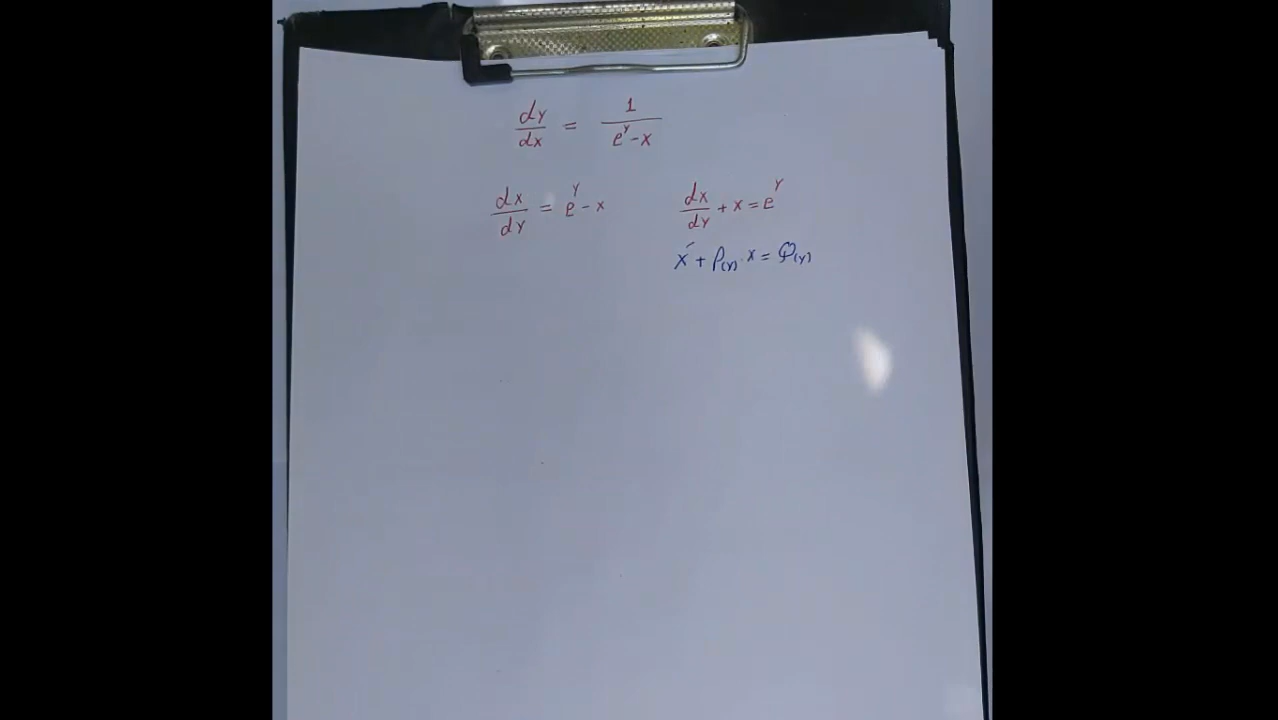 dy/dx = 1/(e^y - x)
dx/dy = e^y - x    dx/dy + x = e^y
x' + P(y) · x = Q(y)